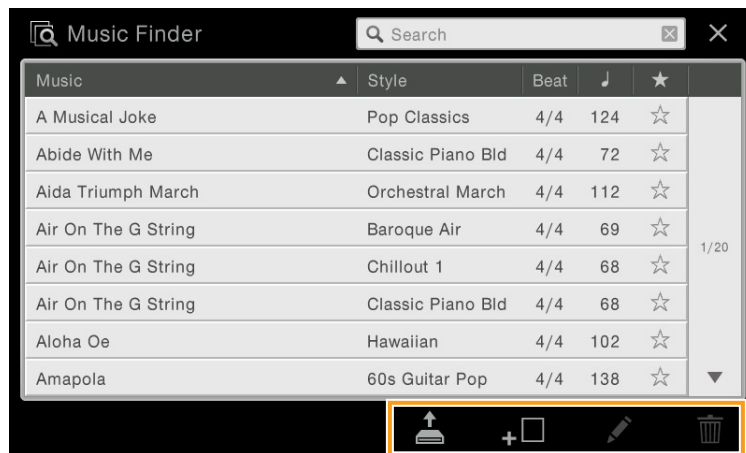 Music Finder
Search
Music Style Beat ★
A Musical Joke Pop Classics 4/4 124 ☆
Abide With Me Classic Piano Bld 4/4 72 ☆
Aida Triumph March Orchestral March 4/4 112 ☆
Air On The G String Baroque Air 4/4 69 ☆
Air On The G String Chillout 1 4/4 68 ☆
1/20
Air On The G String Classic Piano Bld 4/4 68 ☆
Aloha Oe Hawaiian 4/4 102 ☆
Amapola 60s Guitar Pop 4/4 138 ☆